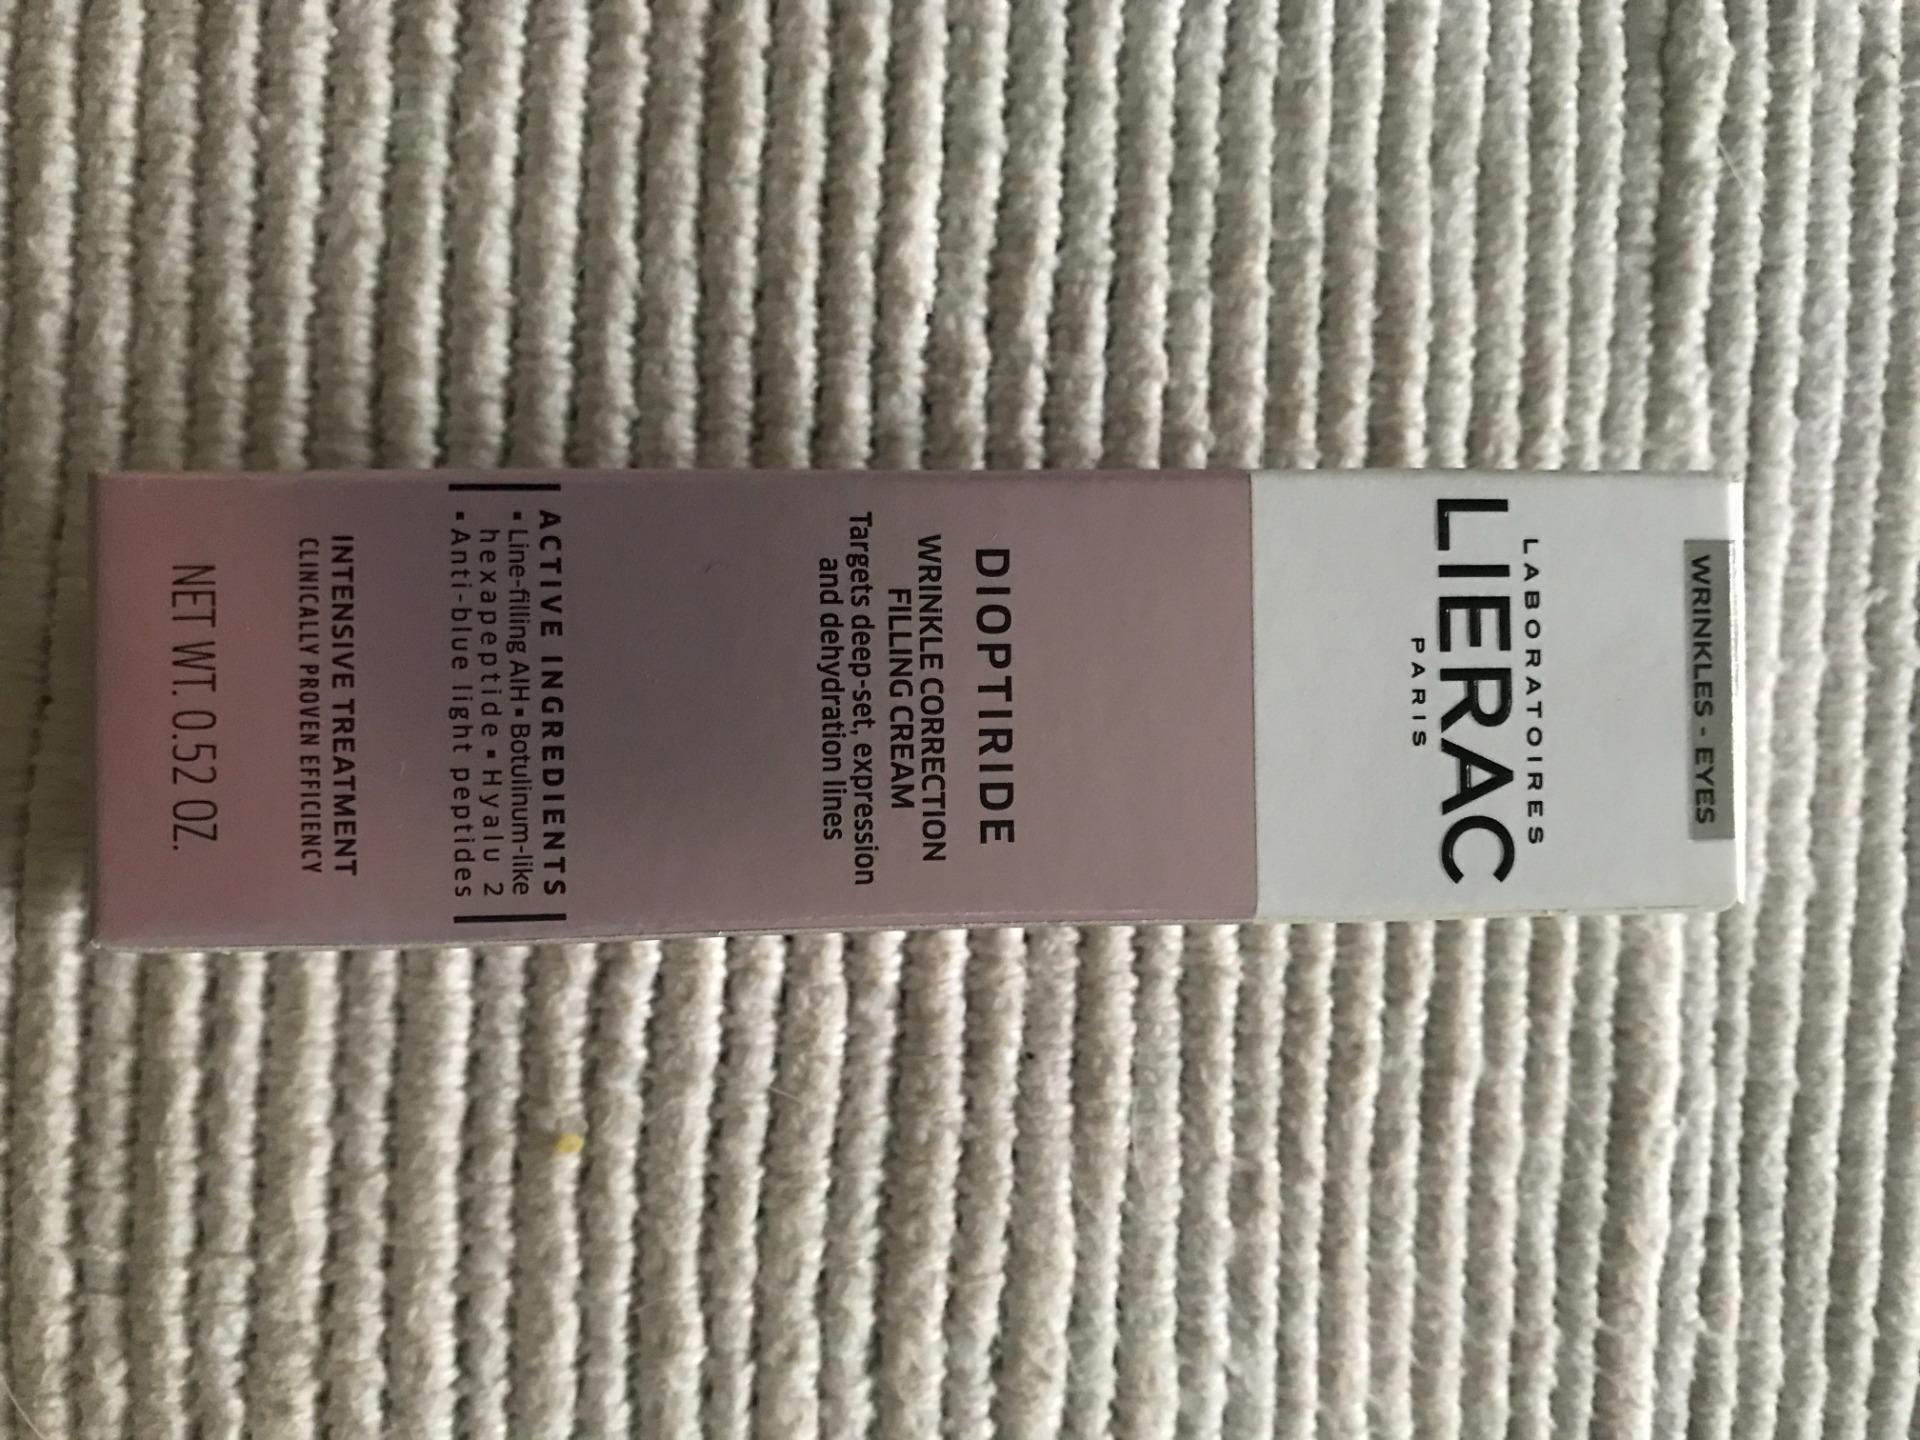 WRINKLES - EYES
LABORATOIRES
LIERAC
PARIS
DIOPTIRIDE
WRINKLE CORRECTION
FILLING CREAM
Targets deep-set, expression
and dehydration lines
ACTIVE INGREDIENTS
▪ Line-filling AIH ▪ Botulinum-like
hexapeptide ▪ Hyalu 2
▪ Anti-blue light peptides
INTENSIVE TREATMENT
CLINICALLY PROVEN EFFICIENCY
NET WT. 0.52 OZ.